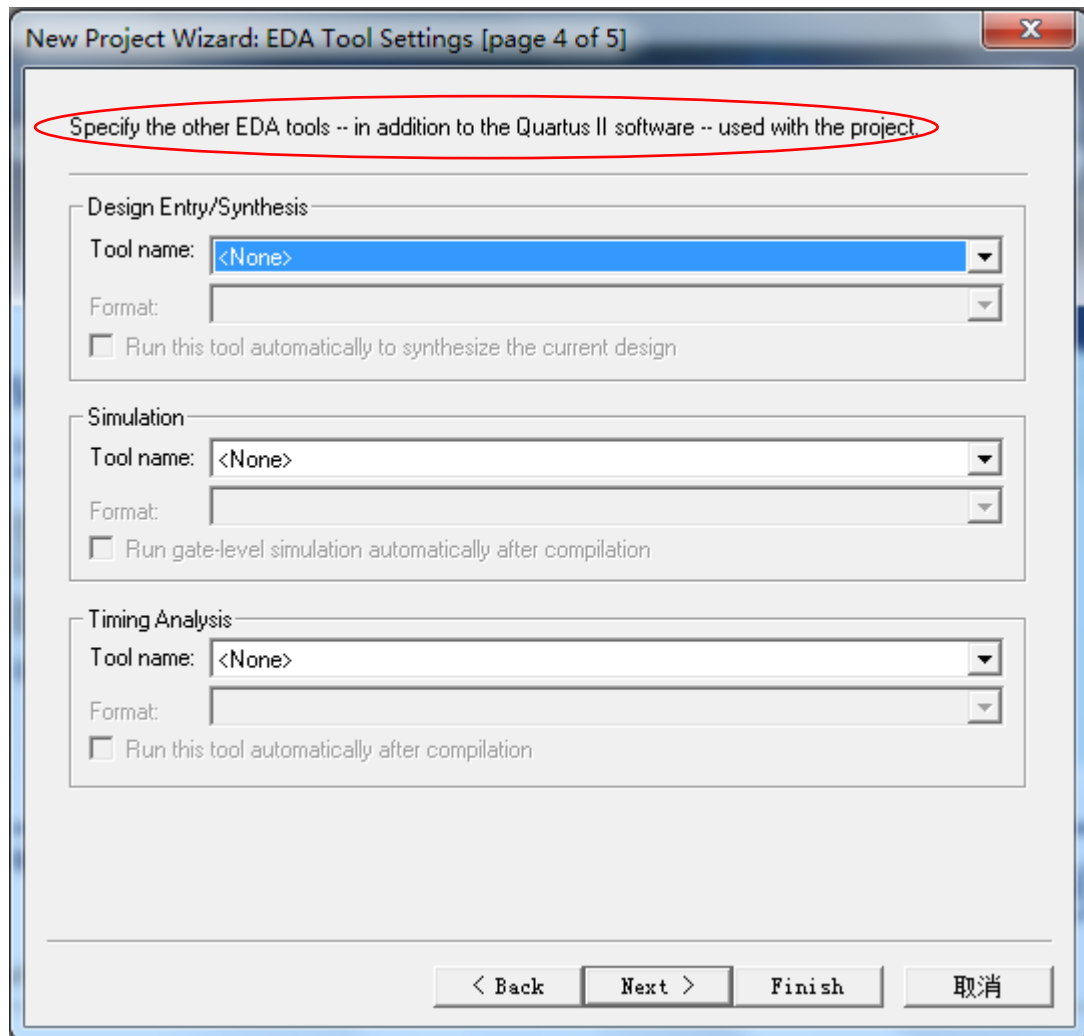 New Project Wizard: EDA Tool Settings [page 4 of 5]
Specify the other EDA tools -- in addition to the Quartus II software -- used with the project.
Design Entry/Synthesis
Tool name: <None>
Format:
Run this tool automatically to synthesize the current design
Simulation
Tool name: <None>
Format:
Run gate-level simulation automatically after compilation
Timing Analysis
Tool name: <None>
Format:
Run this tool automatically after compilation
< Back Next > Finish 取消